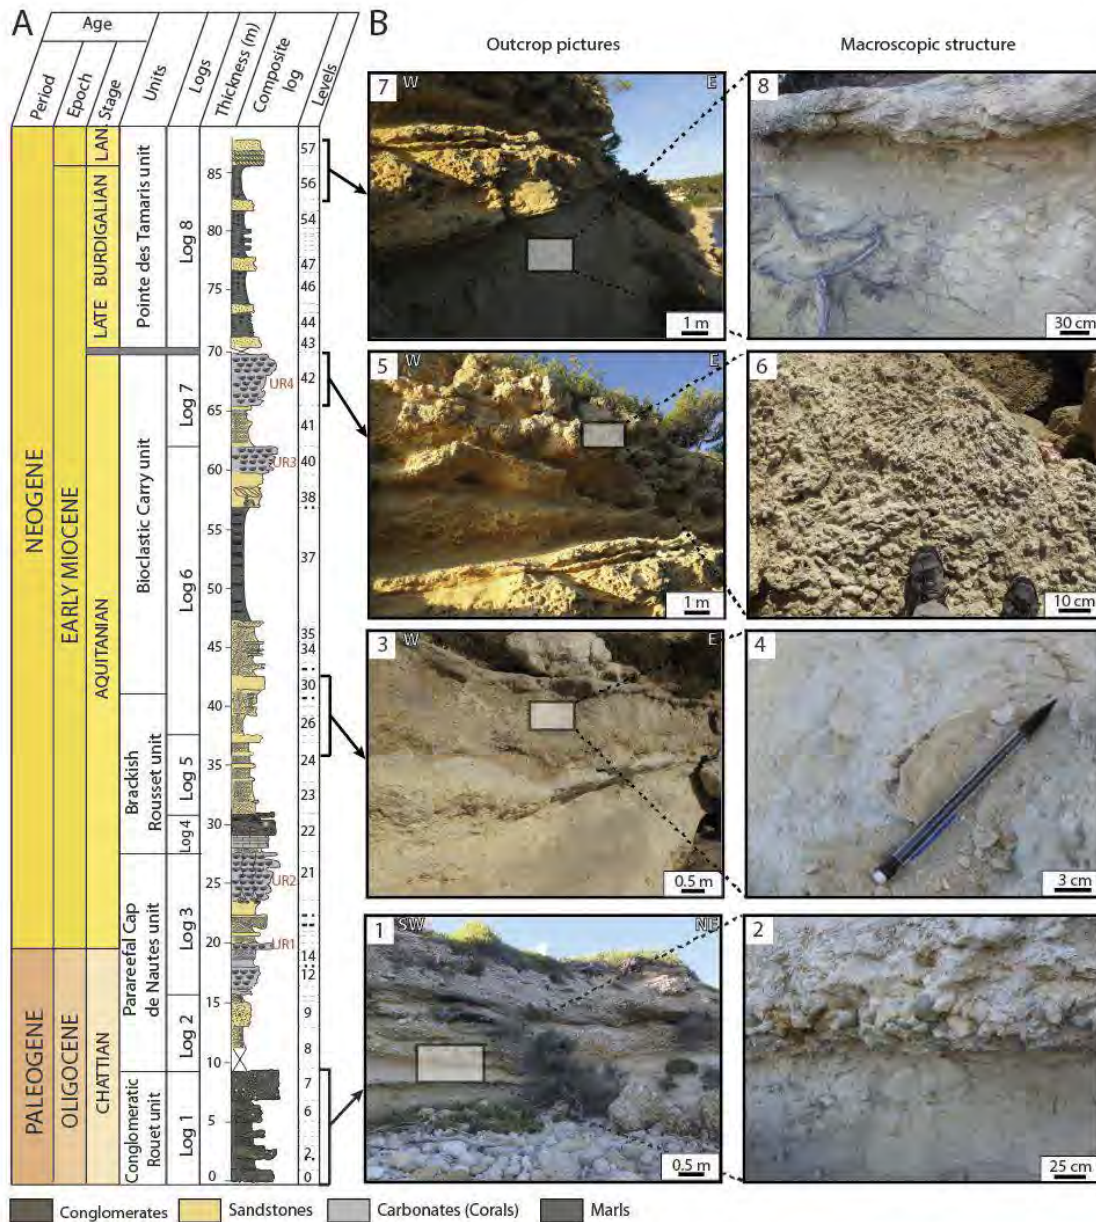 A
B
Age
Period
Epoch
Stage
Units
Logs
Thickness (m)
Composite
log
Levels
Outcrop pictures
Macroscopic structure
NEOGENE
PALEOGENE
EARLY MIOCENE
OLIGOCENE
LAN.
LATE BURDIGALIAN
AQUITANIAN
CHATTIAN
Pointe des Tamaris unit
Bioclastic Carry unit
Brackish
Rousset unit
Parareefal Cap
de Nautes unit
Conglomeratic
Rouet unit
Log 8
Log 7
Log 6
Log 5
Log 4
Log 3
Log 2
Log 1
85
80
75
70
65
60
55
50
45
40
35
30
25
20
15
10
5
0
UR4
UR3
UR2
UR1
57
56
54
47
46
44
43
42
41
40
38
37
35
34
30
26
24
23
22
21
14
12
9
8
7
6
2
0
7
W
E
1 m
8
30 cm
5
W
E
1 m
6
10 cm
3
W
E
0.5 m
4
3 cm
1
SW
NE
0.5 m
2
25 cm
Conglomerates
Sandstones
Carbonates (Corals)
Marls